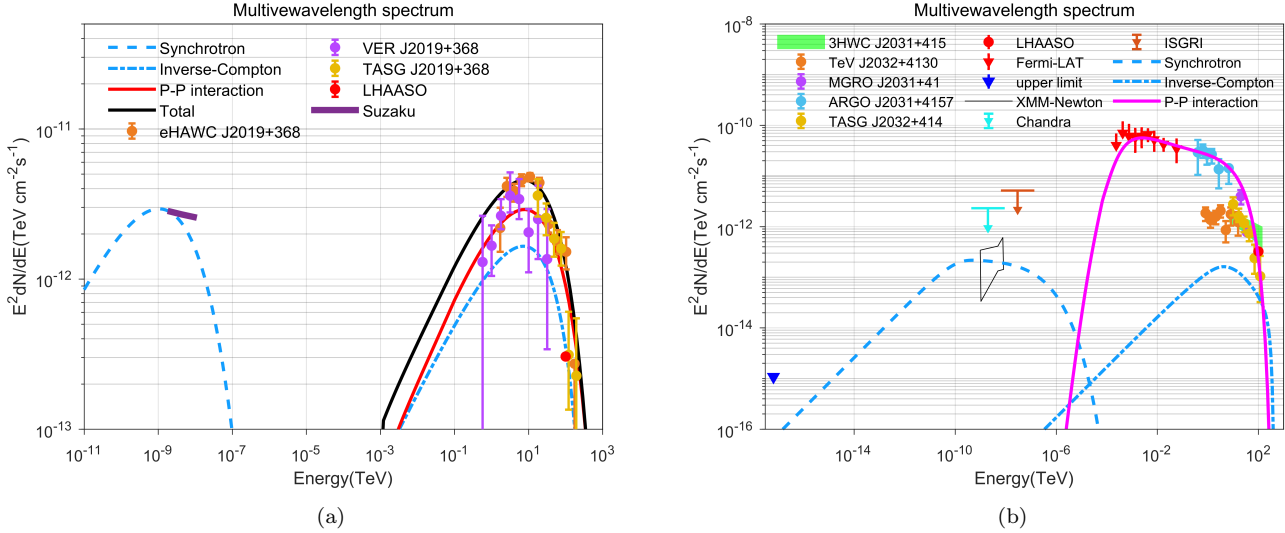 Multivewavelength spectrum
Synchrotron
Inverse-Compton
P-P interaction
Total
eHAWC J2019+368
VER J2019+368
TASG J2019+368
LHAASO
Suzaku
E²dN/dE(TeV cm⁻²s⁻¹)
10⁻¹¹
10⁻¹²
10⁻¹³
10⁻¹¹ 10⁻⁹ 10⁻⁷ 10⁻⁵ 10⁻³ 10⁻¹ 10¹ 10³
Energy(TeV)
(a)
Multivewavelength spectrum
3HWC J2031+415
TeV J2032+4130
MGRO J2031+41
ARGO J2031+4157
TASG J2032+414
LHAASO
Fermi-LAT
upper limit
XMM-Newton
Chandra
ISGRI
Synchrotron
Inverse-Compton
P-P interaction
E²dN/dE(TeV cm⁻²s⁻¹)
10⁻⁸
10⁻¹⁰
10⁻¹²
10⁻¹⁴
10⁻¹⁶
10⁻¹⁴ 10⁻¹⁰ 10⁻⁶ 10⁻² 10²
Energy(TeV)
(b)